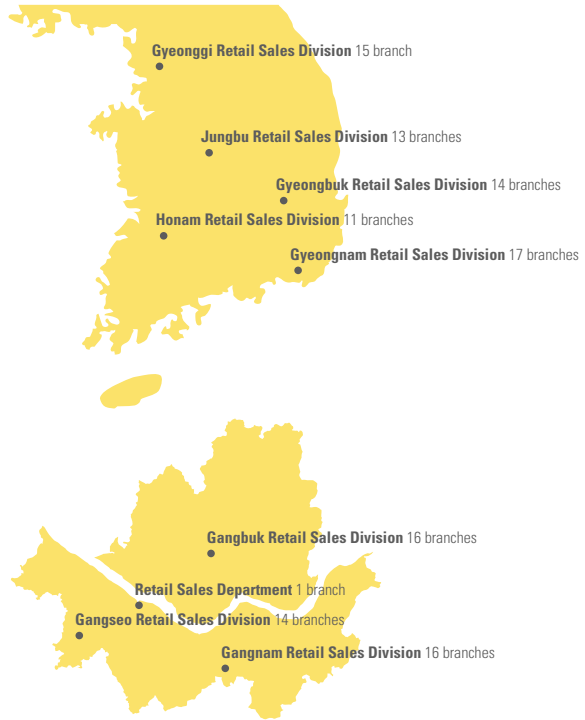 Gyeonggi Retail Sales Division 15 branch
Jungbu Retail Sales Division 13 branches
Gyeongbuk Retail Sales Division 14 branches
Honam Retail Sales Division 11 branches
Gyeongnam Retail Sales Division 17 branches
Gangbuk Retail Sales Division 16 branches
Retail Sales Department 1 branch
Gangseo Retail Sales Division 14 branches
Gangnam Retail Sales Division 16 branches